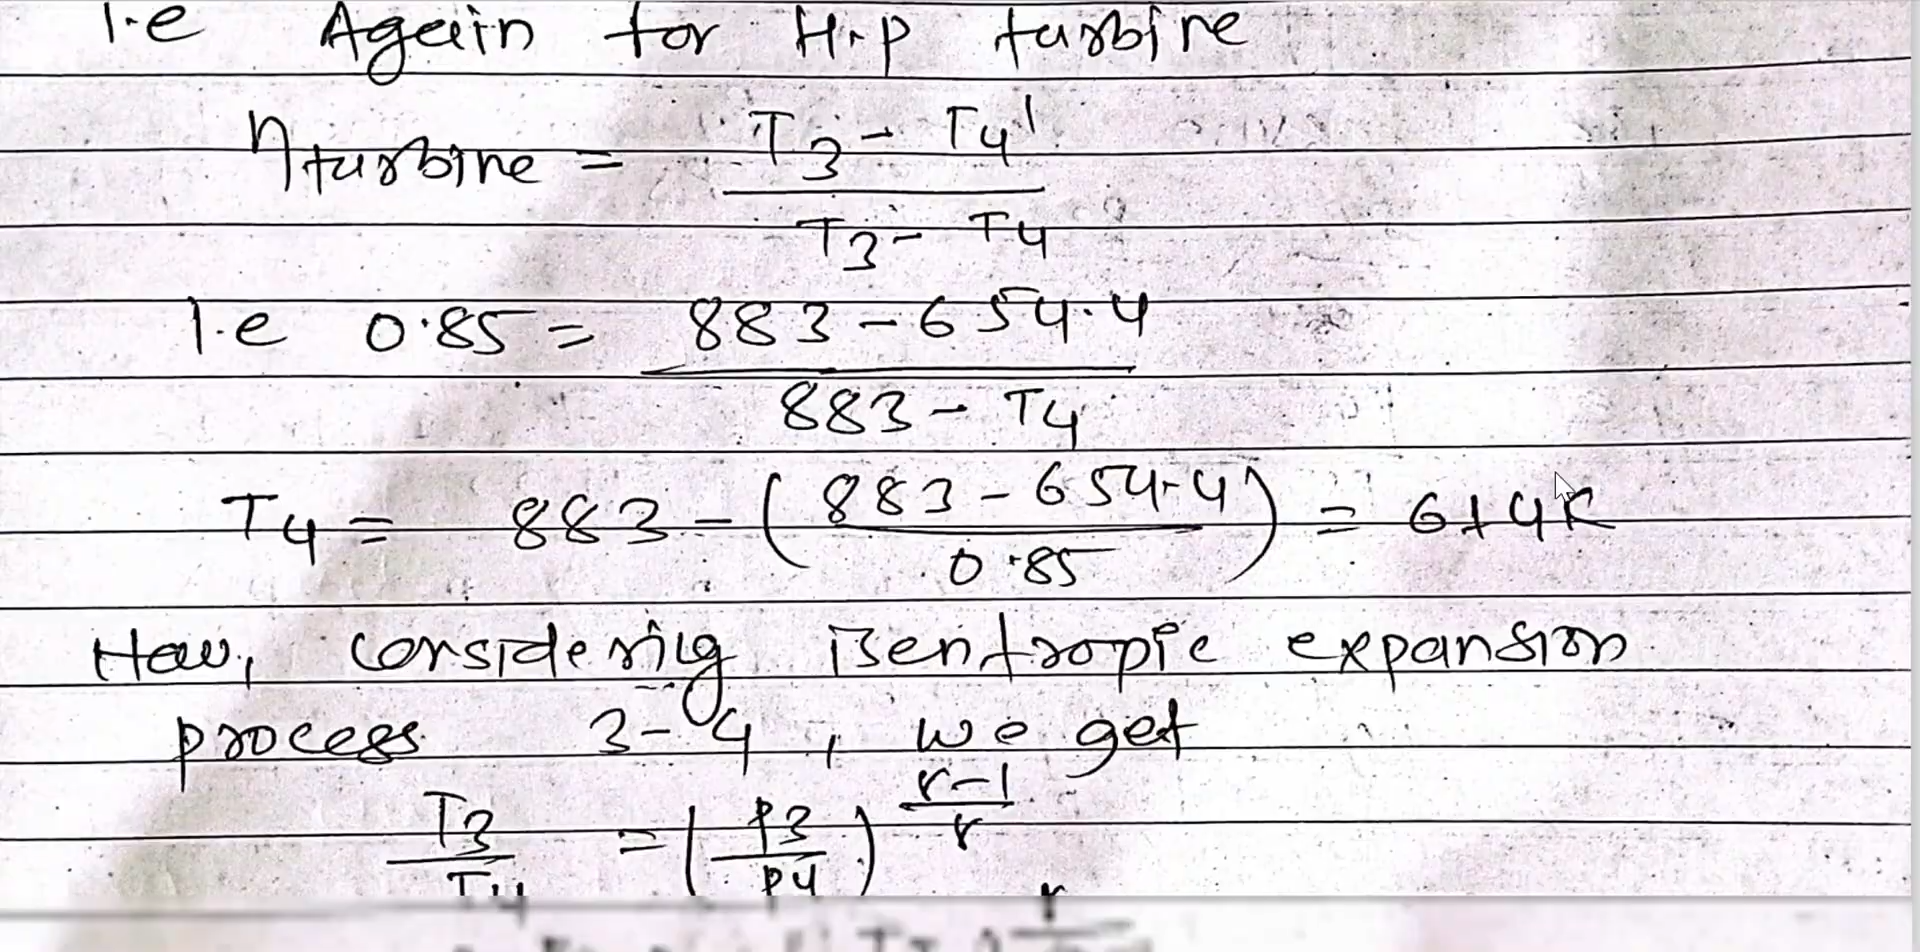 I.e Again for H.p turbine
ηturbine = (T3 - T4') / (T3 - T4)
I.e 0.85 = (883 - 654.4) / (883 - T4)
T4 = 883 - ((883 - 654.4) / 0.85) = 614K
Now, considering isentropic expansion
process 3-4, we get
T3 / T4 = (P3 / P4)^((r-1)/r)